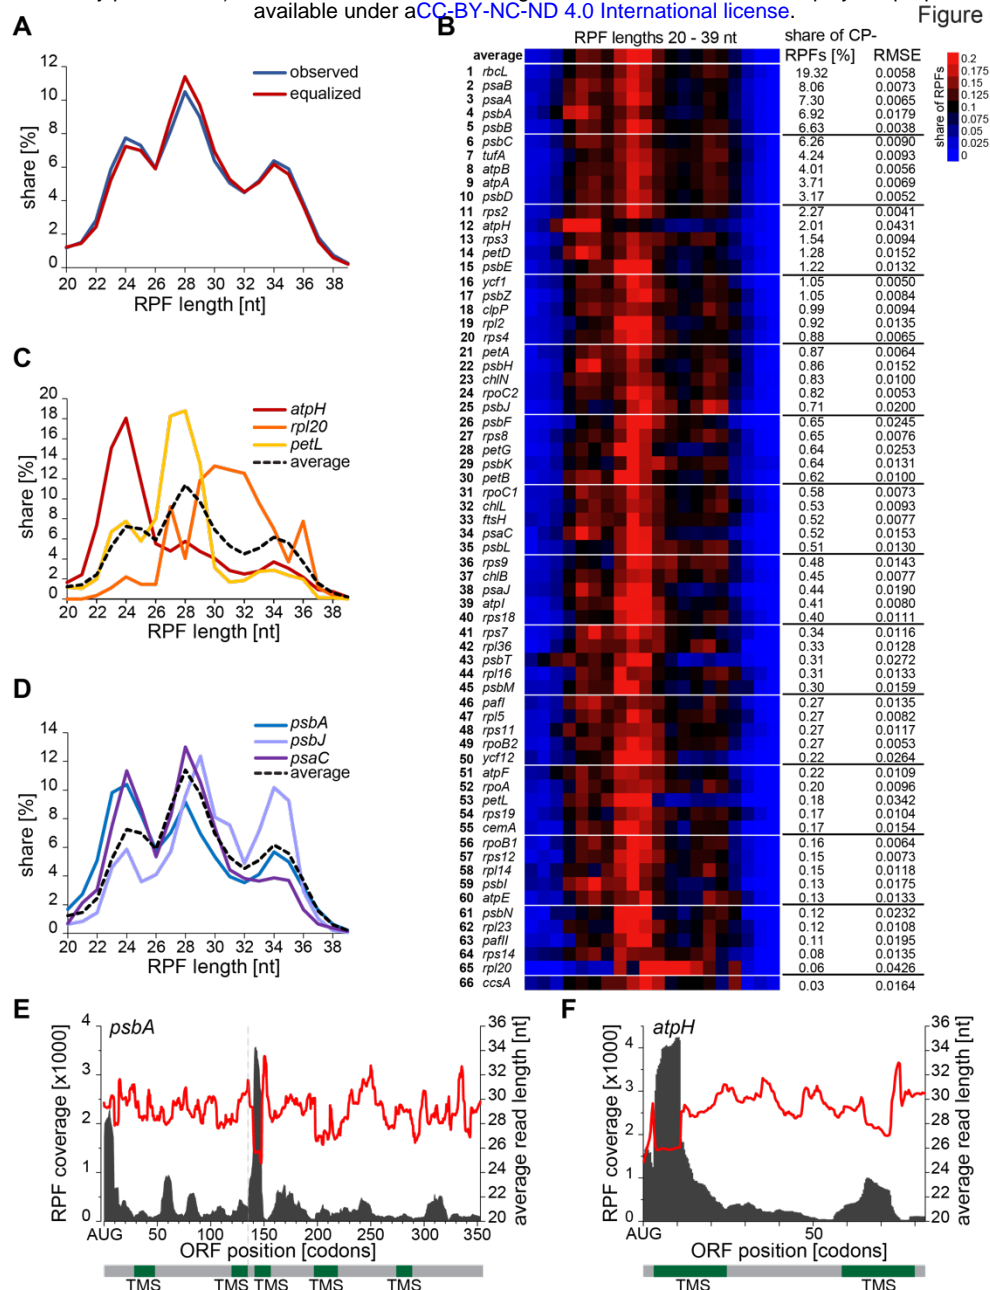 available under aCC-BY-NC-ND 4.0 International license.
Figure
A
12
10
8
6
4
2
0
share [%]
observed
equalized
20 22 24 26 28 30 32 34 36 38
RPF length [nt]
B
RPF lengths 20 - 39 nt
share of CP-
average RPFs [%] RMSE
1 rbcL 19.32 0.0058
2 psaB 8.06 0.0073
3 psaA 7.30 0.0065
4 psbA 6.92 0.0179
5 psbB 6.63 0.0038
6 psbC 6.26 0.0090
7 tufA 4.24 0.0093
8 atpB 4.01 0.0056
9 atpA 3.71 0.0069
10 psbD 3.17 0.0052
11 rps2 2.27 0.0041
12 atpH 2.01 0.0431
13 rps3 1.54 0.0094
14 petD 1.28 0.0152
15 psbE 1.22 0.0132
16 ycf1 1.05 0.0050
17 psbZ 1.05 0.0084
18 clpP 0.99 0.0094
19 rpl2 0.92 0.0135
20 rps4 0.88 0.0065
21 petA 0.87 0.0064
22 psbH 0.86 0.0152
23 chlN 0.83 0.0100
24 rpoC2 0.82 0.0053
25 psbJ 0.71 0.0200
26 psbF 0.65 0.0245
27 rps8 0.65 0.0076
28 petG 0.64 0.0253
29 psbK 0.64 0.0131
30 petB 0.62 0.0100
31 rpoC1 0.58 0.0073
32 chlL 0.53 0.0093
33 ftsH 0.52 0.0077
34 psaC 0.52 0.0153
35 psbL 0.51 0.0130
36 rps9 0.48 0.0143
37 chlB 0.45 0.0077
38 psaJ 0.44 0.0190
39 atpI 0.41 0.0080
40 rps18 0.40 0.0111
41 rps7 0.34 0.0116
42 rpl36 0.33 0.0128
43 psbT 0.31 0.0272
44 rpl16 0.31 0.0133
45 psbM 0.30 0.0159
46 pafI 0.27 0.0135
47 rpl5 0.27 0.0082
48 rps11 0.27 0.0117
49 rpoB2 0.27 0.0053
50 ycf12 0.22 0.0264
51 atpF 0.22 0.0109
52 rpoA 0.20 0.0096
53 petL 0.18 0.0342
54 rps19 0.17 0.0104
55 cemA 0.17 0.0154
56 rpoB1 0.16 0.0064
57 rps12 0.15 0.0073
58 rpl14 0.15 0.0118
59 psbI 0.13 0.0175
60 atpE 0.13 0.0133
61 psbN 0.12 0.0232
62 rpl23 0.12 0.0108
63 pafII 0.11 0.0195
64 rps14 0.08 0.0135
65 rpl20 0.06 0.0426
66 ccsA 0.03 0.0164
share of RPFs
0.2
0.175
0.15
0.125
0.1
0.075
0.05
0.025
0
C
20
18
16
14
12
10
8
6
4
2
0
share [%]
atpH
rpl20
petL
average
20 22 24 26 28 30 32 34 36 38
RPF length [nt]
D
14
12
10
8
6
4
2
0
share [%]
psbA
psbJ
psaC
average
20 22 24 26 28 30 32 34 36 38
RPF length [nt]
E
psbA
4
3
2
1
0
RPF coverage [x1000]
36
34
32
30
28
26
24
22
20
average read length [nt]
AUG 50 100 150 200 250 300 350
ORF position [codons]
TMS TMS TMS TMS TMS
F
atpH
4
3
2
1
0
RPF coverage [x1000]
36
34
32
30
28
26
24
22
20
average read length [nt]
AUG 50
ORF position [codons]
TMS TMS